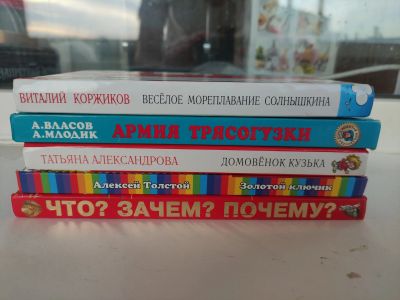 ВИТАЛИЙ КОРЖИКОВ ВЕСЁЛОЕ МОРЕПЛАВАНИЕ СОЛНЫШКИНА
А.ВЛАСОВ
А.МЛОДИК АРМИЯ ТРЯСОГУЗКИ
ТАТЬЯНА АЛЕКСАНДРОВА ДОМОВЁНОК КУЗЬКА
Алексей Толстой Золотой ключик
ЧТО? ЗАЧЕМ? ПОЧЕМУ?